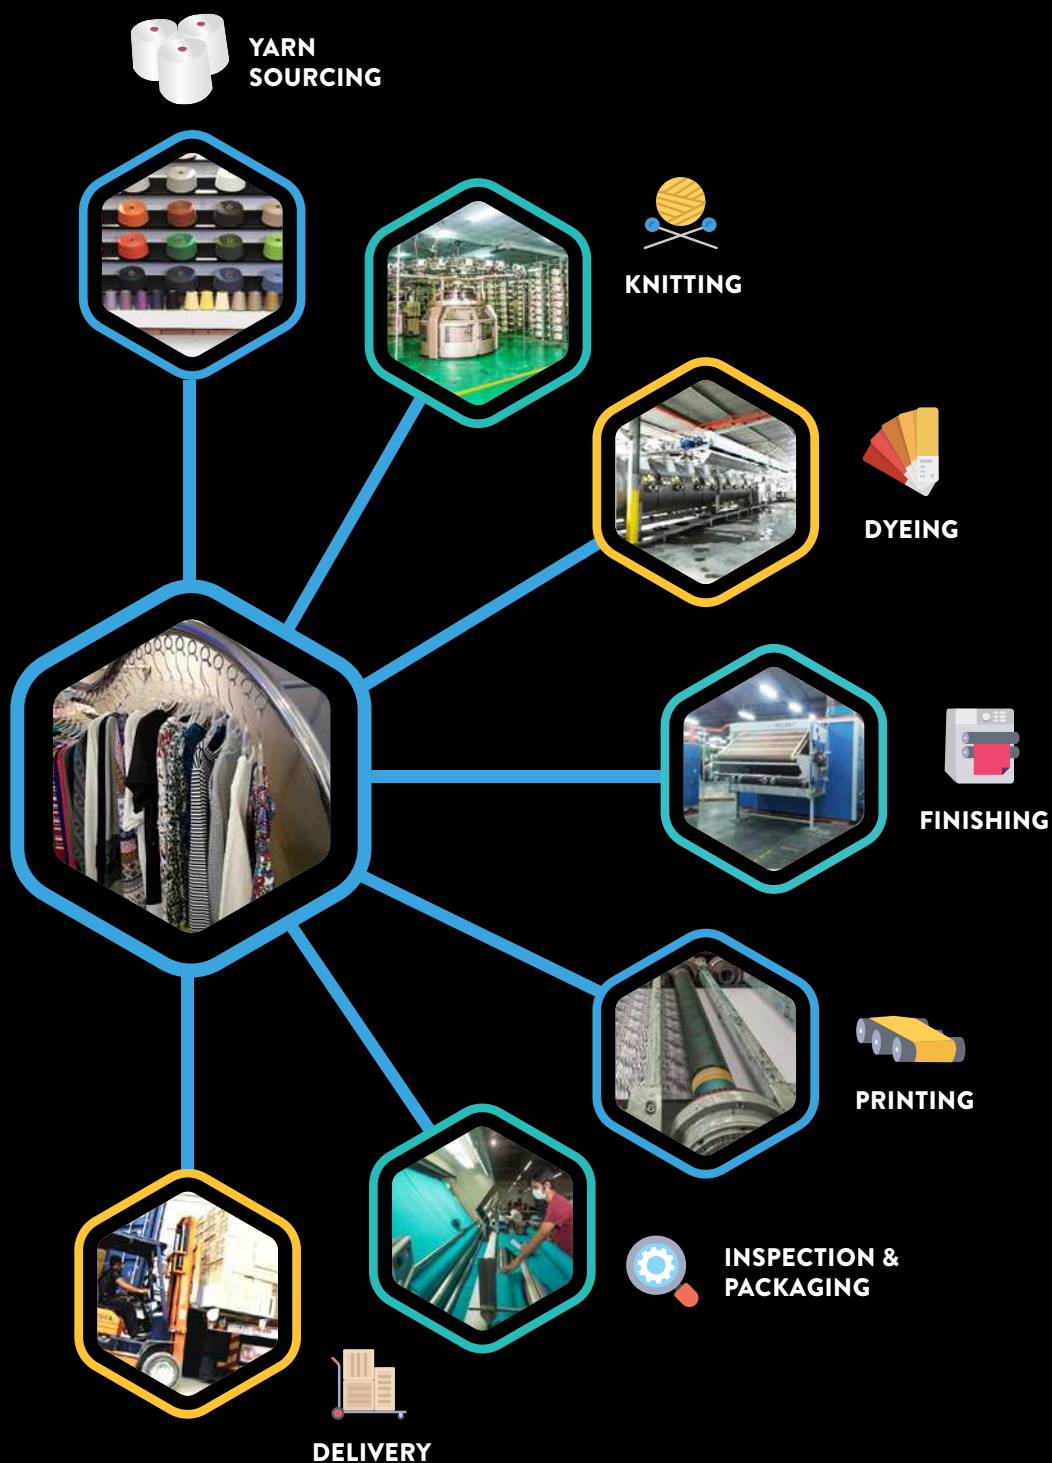 YARN
SOURCING
KNITTING
DYEING
FINISHING
PRINTING
INSPECTION &
PACKAGING
DELIVERY